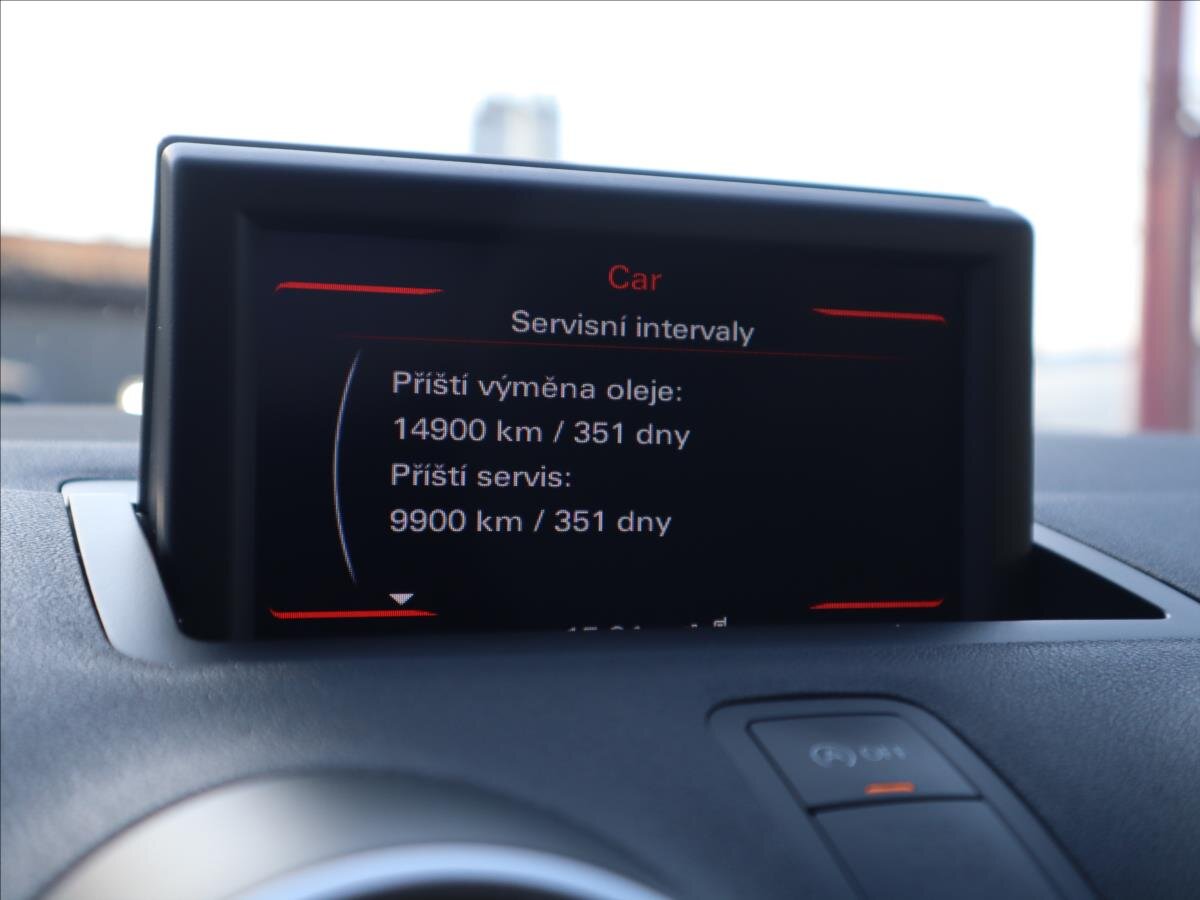 Car
Servisní intervaly
Příští výměna oleje:
14900 km / 351 dny
Příští servis:
9900 km / 351 dny